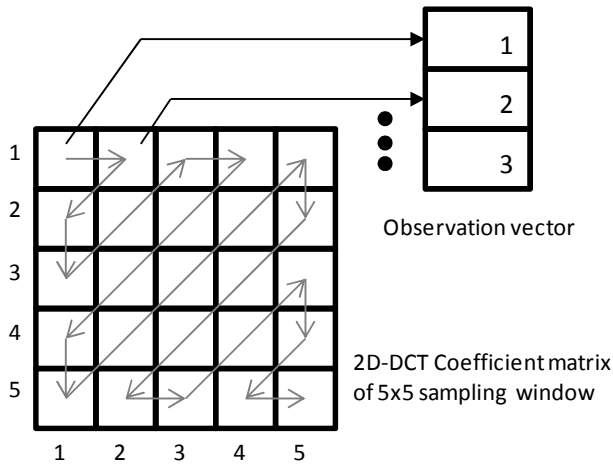 1
2
3
Observation vector
1
2
3
4
5
2D-DCT Coefficient matrix
of 5x5 sampling window
1 2 3 4 5